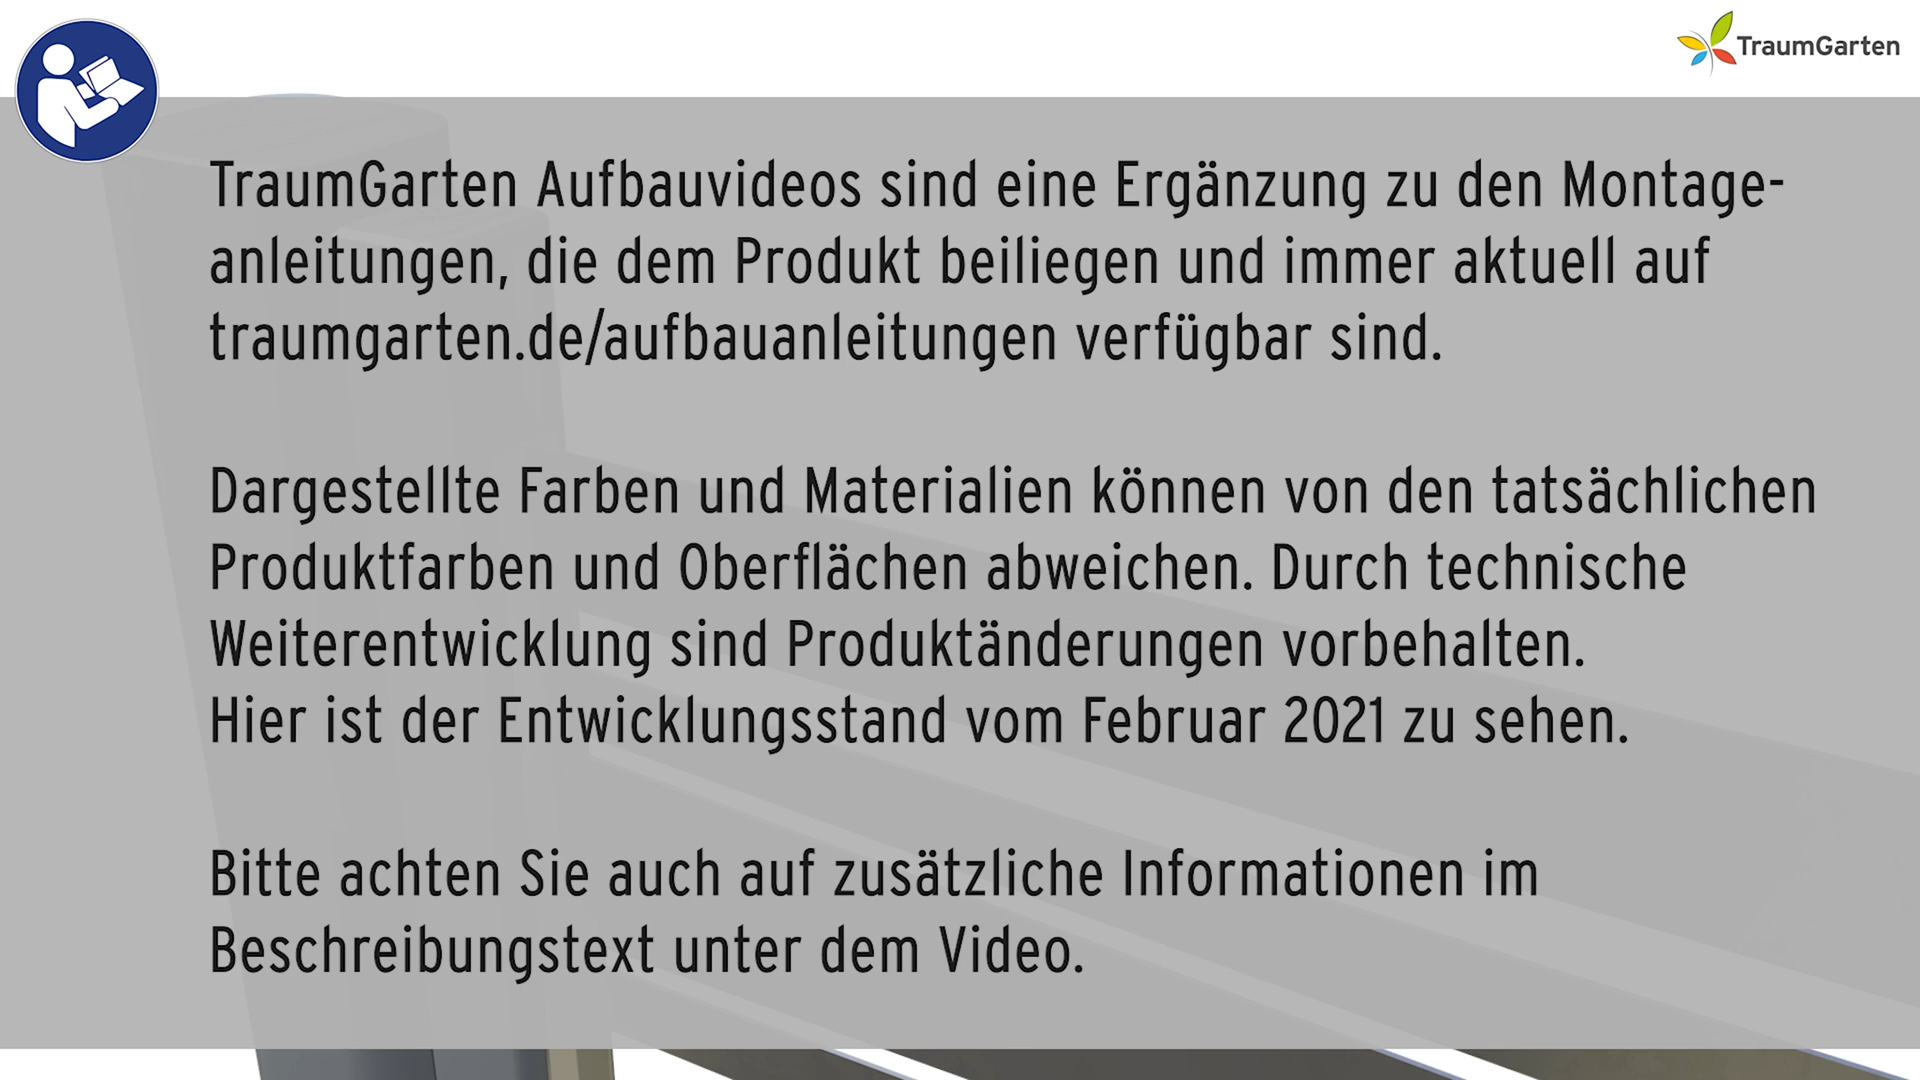 TraumGarten
TraumGarten Aufbauvideos sind eine Ergänzung zu den Montage-
anleitungen, die dem Produkt beiliegen und immer aktuell auf
traumgarten.de/aufbauanleitungen verfügbar sind.
Dargestellte Farben und Materialien können von den tatsächlichen
Produktfarben und Oberflächen abweichen. Durch technische
Weiterentwicklung sind Produktänderungen vorbehalten.
Hier ist der Entwicklungsstand vom Februar 2021 zu sehen.
Bitte achten Sie auch auf zusätzliche Informationen im
Beschreibungstext unter dem Video.